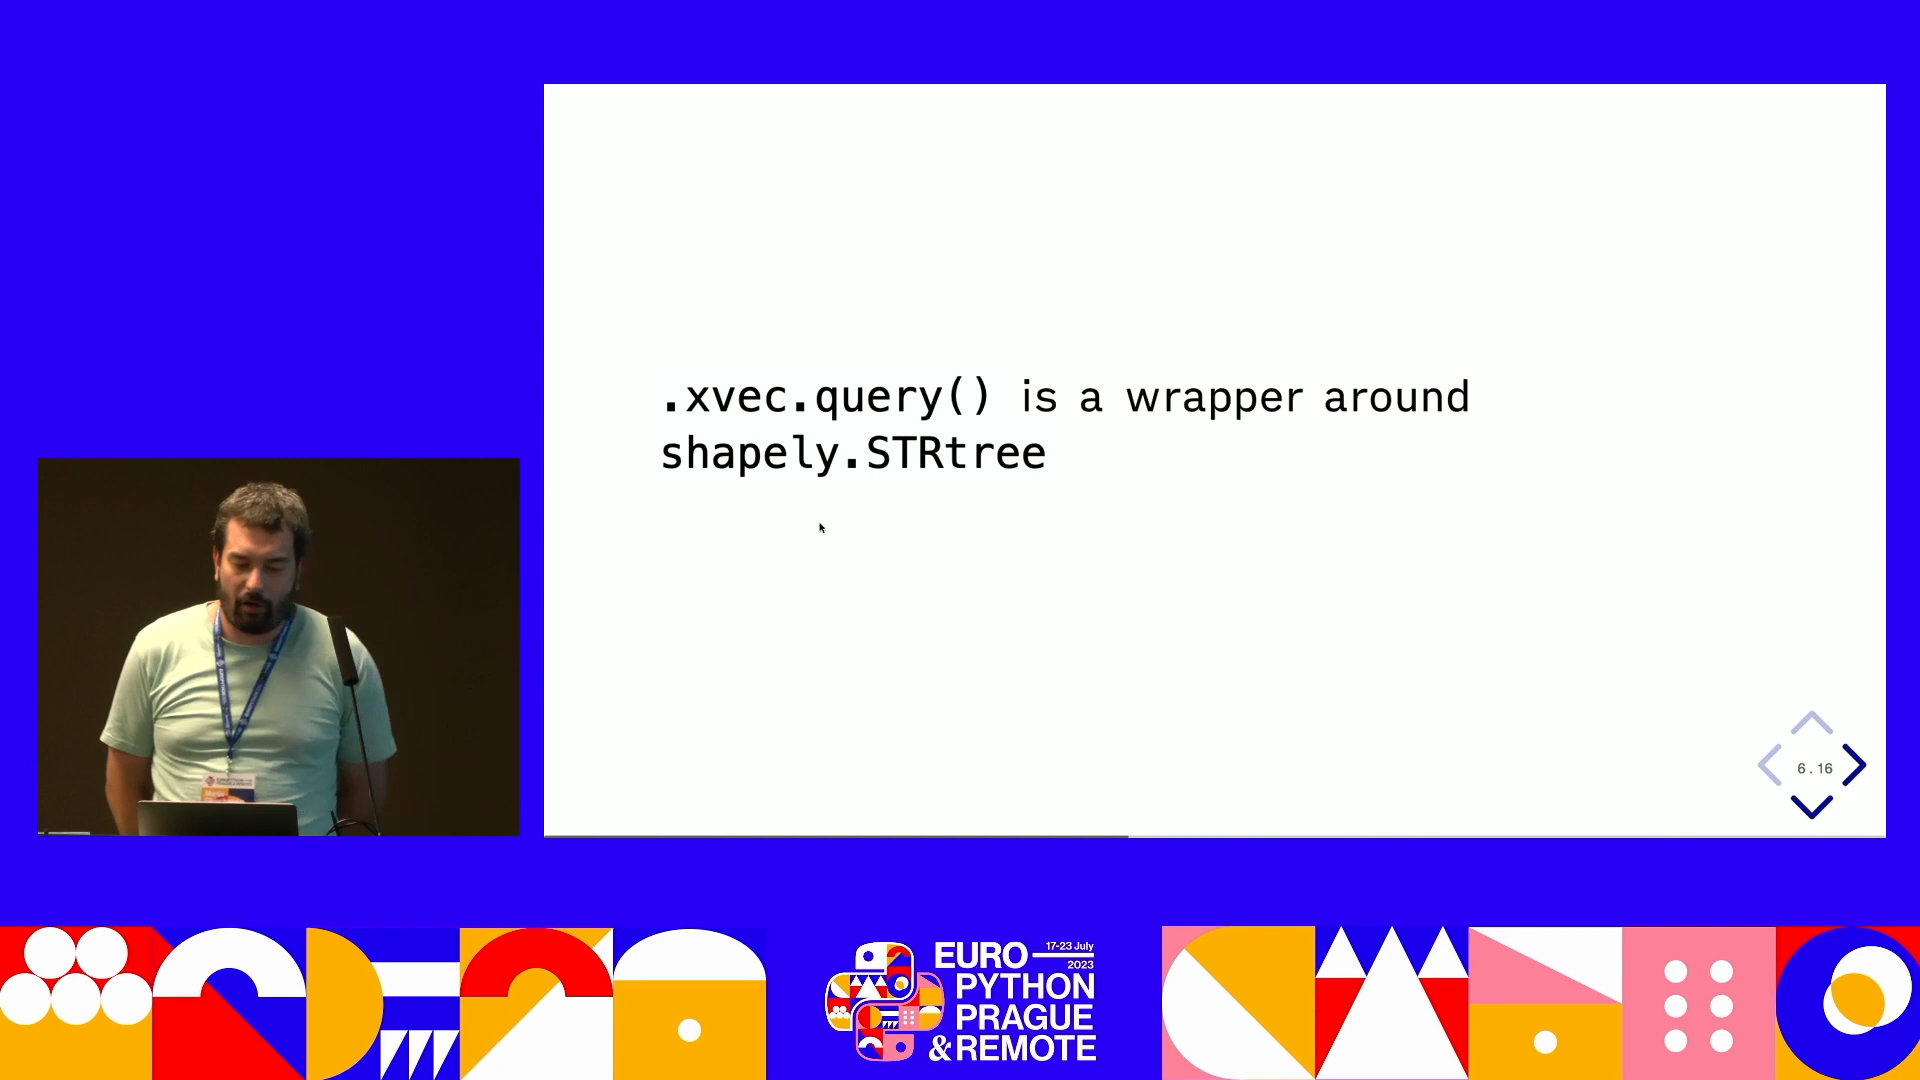 .xvec.query() is a wrapper around
shapely.STRtree
6.16
EURO
17-23 July
2023
PYTHON
PRAGUE
&REMOTE